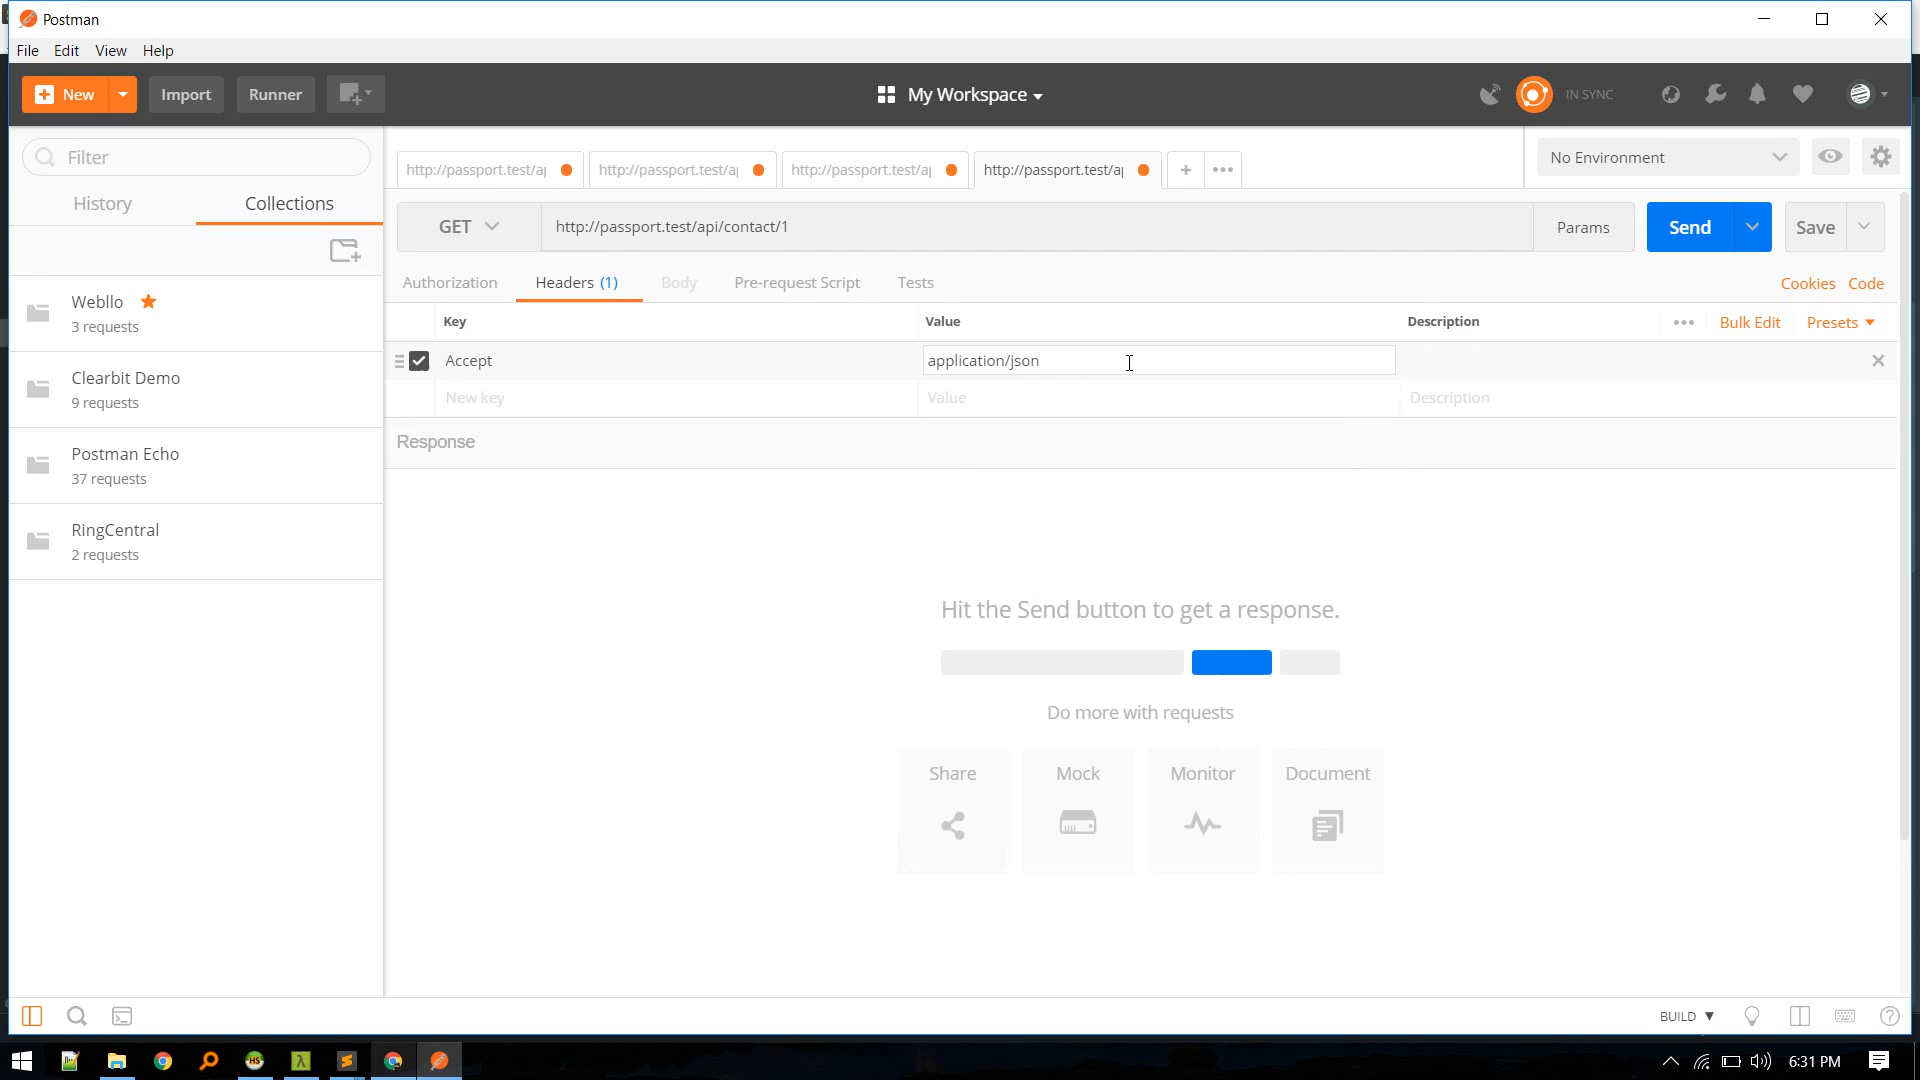 Postman
File Edit View Help
New Import Runner My Workspace IN SYNC
Filter
History Collections
Webllo
3 requests
Clearbit Demo
9 requests
Postman Echo
37 requests
RingCentral
2 requests
http://passport.test/a http://passport.test/a http://passport.test/a http://passport.test/a + ••• No Environment
GET http://passport.test/api/contact/1 Params Send Save
Authorization Headers (1) Body Pre-request Script Tests Cookies Code
Key Value Description ••• Bulk Edit Presets
Accept application/json
New key Value Description
Response
Hit the Send button to get a response.
Do more with requests
Share Mock Monitor Document
BUILD
6:31 PM